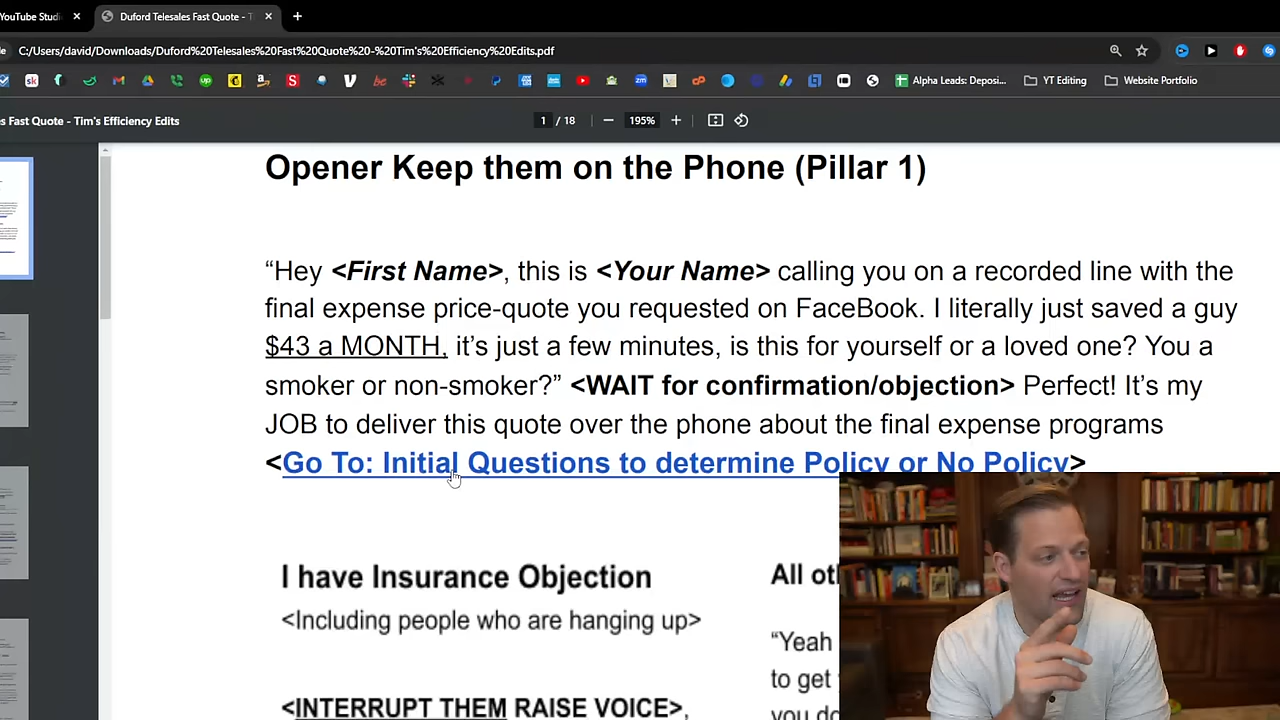 YouTube Studi
Duford Telesales Fast Quote - T
C:/Users/david/Downloads/Duford%20Telesales%20Fast%20Quote%20-%20Tim's%20Efficiency%20Edits.pdf
Alpha Leads: Deposi...
YT Editing
Website Portfolio
s Fast Quote - Tim's Efficiency Edits
1 / 18
195%
Opener Keep them on the Phone (Pillar 1)
“Hey <First Name>, this is <Your Name> calling you on a recorded line with the
final expense price-quote you requested on FaceBook. I literally just saved a guy
$43 a MONTH, it’s just a few minutes, is this for yourself or a loved one? You a
smoker or non-smoker?” <WAIT for confirmation/objection> Perfect! It’s my
JOB to deliver this quote over the phone about the final expense programs
<Go To: Initial Questions to determine Policy or No Policy>
I have Insurance Objection
<Including people who are hanging up>
<INTERRUPT THEM RAISE VOICE>,
All ot
“Yeah
to get
you do